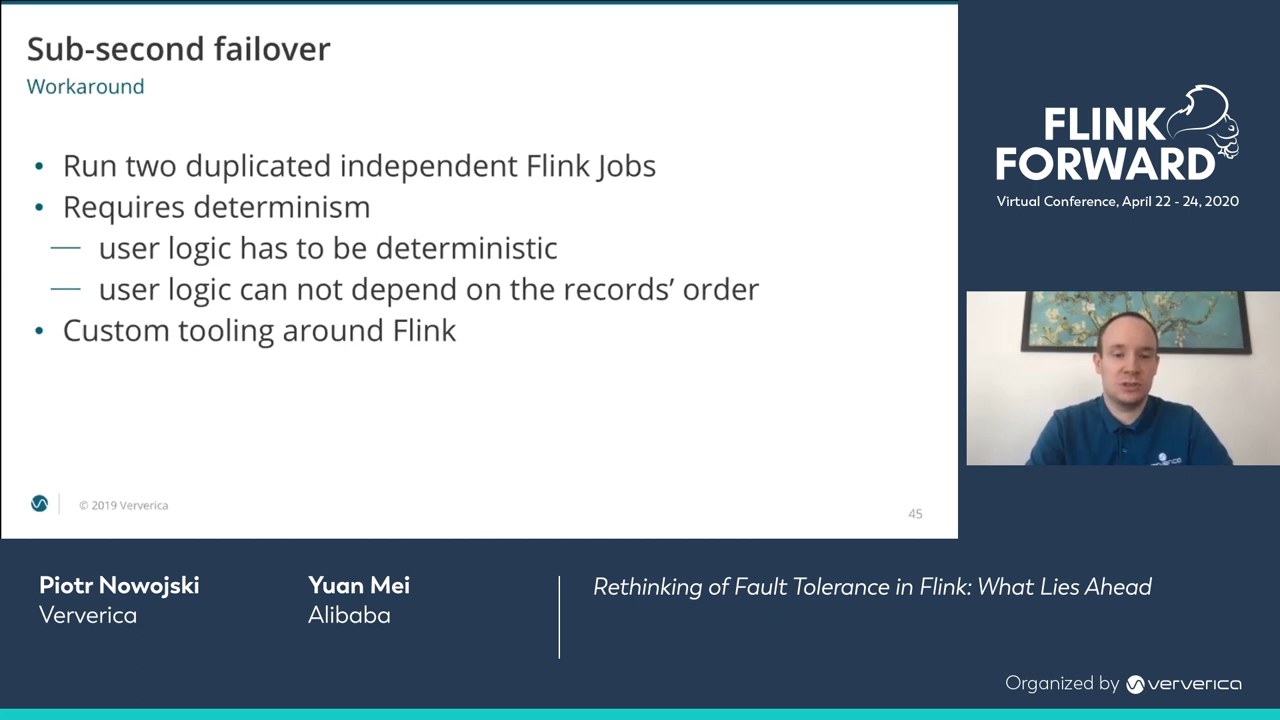 Sub-second failover
Workaround
• Run two duplicated independent Flink Jobs
• Requires determinism
— user logic has to be deterministic
— user logic can not depend on the records’ order
• Custom tooling around Flink
© 2019 Ververica
45
FLINK
FORWARD
Virtual Conference, April 22 - 24, 2020
Piotr Nowojski
Ververica
Yuan Mei
Alibaba
Rethinking of Fault Tolerance in Flink: What Lies Ahead
Organized by ververica